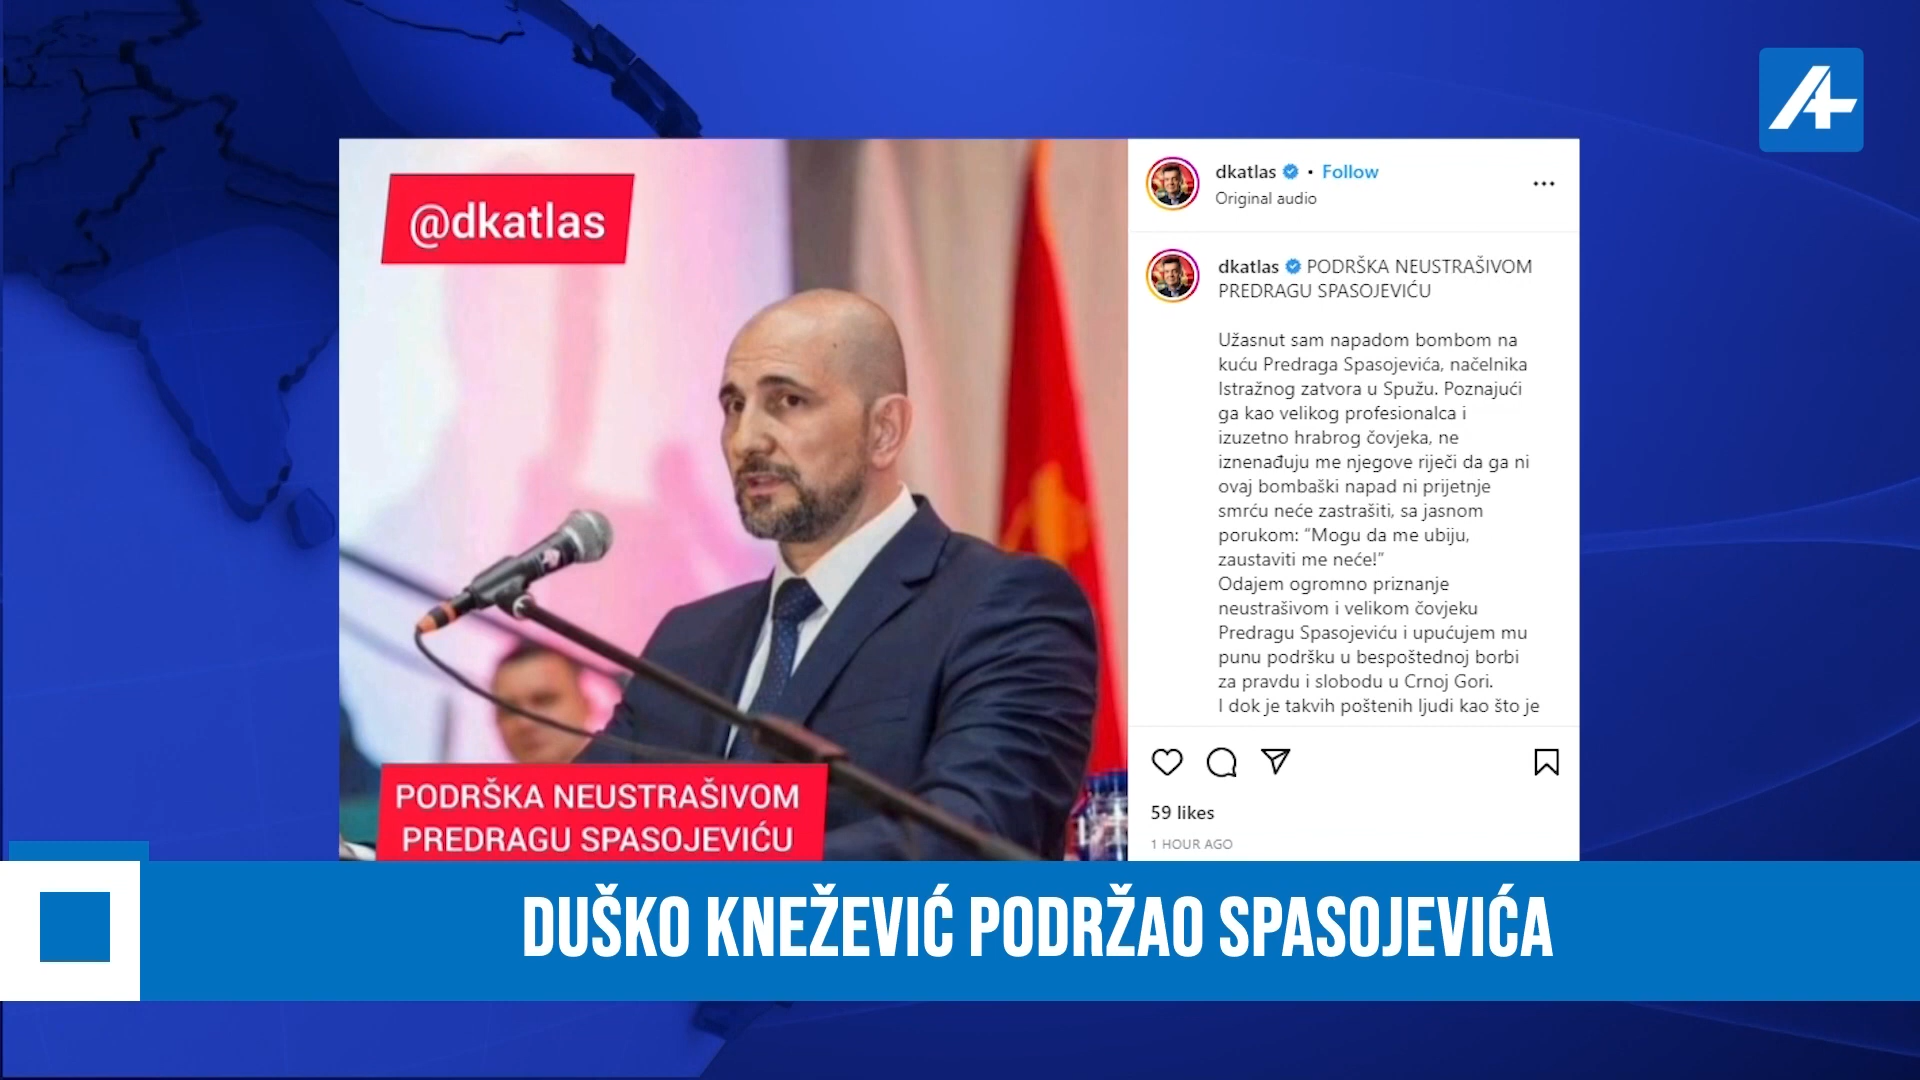 @dkatlas
PODRŠKA NEUSTRAŠIVOM
PREDRAGU SPASOJEVIĆU
dkatlas • Follow
Original audio
dkatlas PODRŠKA NEUSTRAŠIVOM
PREDRAGU SPASOJEVIĆU
Užasnut sam napadom bombom na
kuću Predraga Spasojevića, načelnika
Istražnog zatvora u Spužu. Poznajući
ga kao velikog profesionalca i
izuzetno hrabrog čovjeka, ne
iznenađuju me njegove riječi da ga ni
ovaj bombaški napad ni prijetnje
smrću neće zastrašiti, sa jasnom
porukom: “Mogu da me ubiju,
zaustaviti me neće!”
Odajem ogromno priznanje
neustrašivom i velikom čovjeku
Predragu Spasojeviću i upućujem mu
punu podršku u bespoštednoj borbi
za pravdu i slobodu u Crnoj Gori.
I dok je takvih poštenih ljudi kao što je
59 likes
1 HOUR AGO
DUŠKO KNEŽEVIĆ PODRŽAO SPASOJEVIĆA